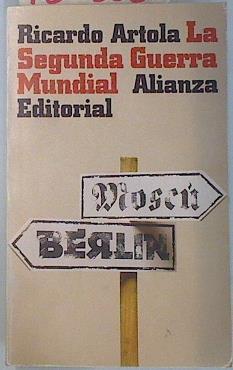 Ricardo Artola La
Segunda Guerra
Mundial Alianza
Editorial
Moscú
BERLIN